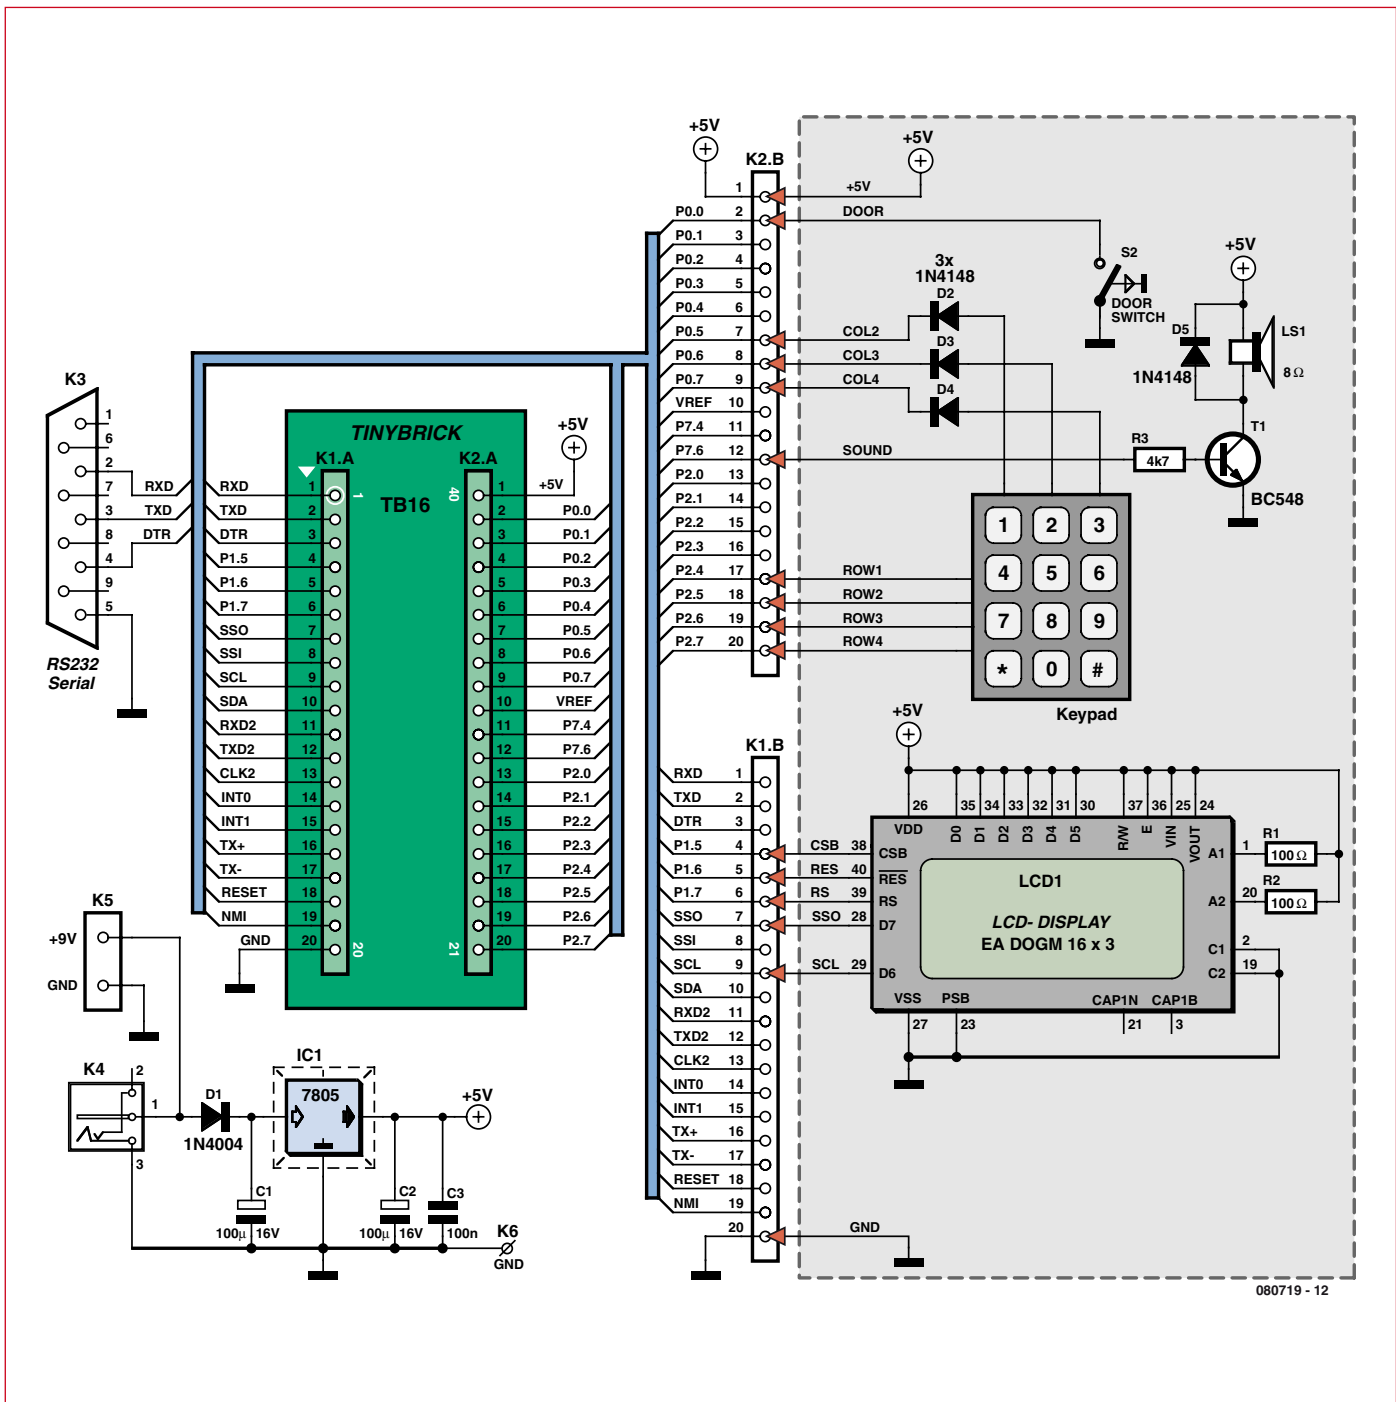 +5V
+5V
K2.B
1
+5V
P0.0
2
DOOR
P0.1
3
P0.2
4
P0.3
5
P0.4
6
P0.5
7
COL2
P0.6
8
COL3
P0.7
9
COL4
VREF
10
P7.4
11
P7.6
12
SOUND
P2.0
13
P2.1
14
P2.2
15
P2.3
16
P2.4
17
ROW1
P2.5
18
ROW2
P2.6
19
ROW3
P2.7
20
ROW4
3x
1N4148
D2
D3
D4
S2
DOOR
SWITCH
+5V
D5
1N4148
LS1
8Ω
R3
4k7
T1
BC548
1 2 3
4 5 6
7 8 9
* 0 #
Keypad
K3
1
6
2
7
3
8
4
9
5
RS232
Serial
RXD
TXD
DTR
TINYBRICK
K1.A
K2.A
TB16
1
40
20
21
RXD 1
TXD 2
DTR 3
P1.5 4
P1.6 5
P1.7 6
SSO 7
SSI 8
SCL 9
SDA 10
RXD2 11
TXD2 12
CLK2 13
INT0 14
INT1 15
TX+ 16
TX- 17
RESET 18
NMI 19
GND 20
+5V
1 +5V
2 P0.0
3 P0.1
4 P0.2
5 P0.3
6 P0.4
7 P0.5
8 P0.6
9 P0.7
10 VREF
11 P7.4
12 P7.6
13 P2.0
14 P2.1
15 P2.2
16 P2.3
17 P2.4
18 P2.5
19 P2.6
20 P2.7
K1.B
RXD 1
TXD 2
DTR 3
P1.5 4
P1.6 5
P1.7 6
SSO 7
SSI 8
SCL 9
SDA 10
RXD2 11
TXD2 12
CLK2 13
INT0 14
INT1 15
TX+ 16
TX- 17
RESET 18
NMI 19
20 GND
+5V
26 35 34 33 32 31 30 37 36 25 24
VDD D0 D1 D2 D3 D4 D5 R/W E VIN VOUT
CSB 38 CSB
RES 40 RES
RS 39 RS
SSO 28 D7
SCL 29 D6
LCD1
LCD- DISPLAY
EA DOGM 16 x 3
A1 1
R1
100Ω
A2 20
R2
100Ω
C1 2
C2 19
VSS PSB CAP1N CAP1B
27 23 21 3
K5
+9V
GND
K4
2
1
3
D1
1N4004
IC1
7805
+5V
C1
100µ 16V
C2
100µ 16V
C3
100n
K6
GND
080719 - 12